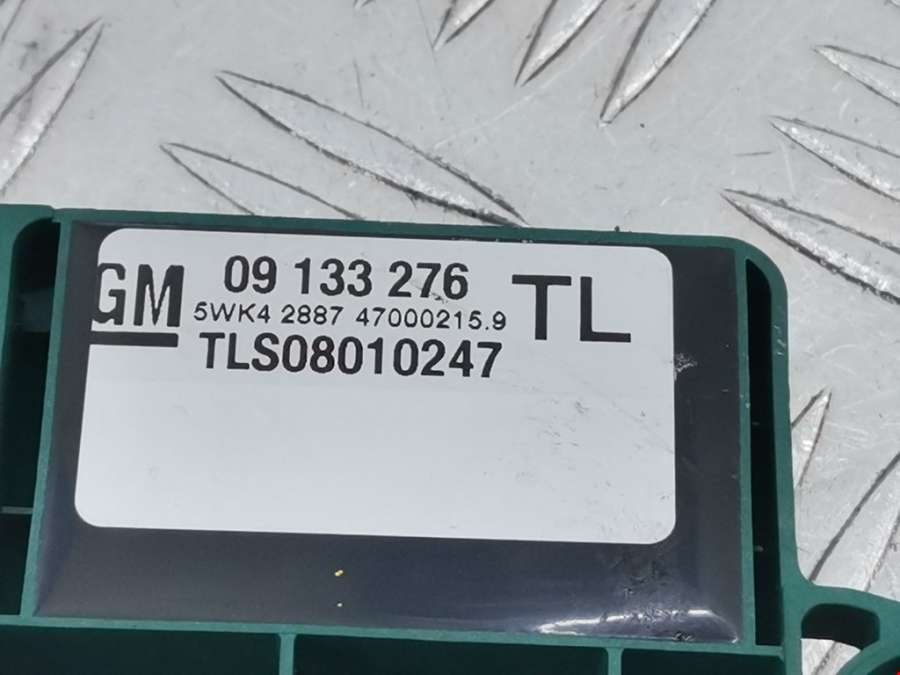 GM 09 133 276 TL
5WK4 2887 47000215.9
TLS08010247